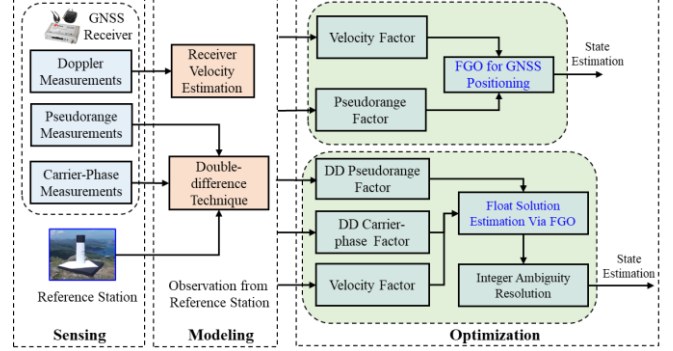 GNSS
Receiver
Doppler
Measurements
Pseudorange
Measurements
Carrier-Phase
Measurements
Reference Station
Sensing
Receiver
Velocity
Estimation
Double-
difference
Technique
Observation from
Reference Station
Modeling
Velocity Factor
Pseudorange
Factor
FGO for GNSS
Positioning
State
Estimation
DD Pseudorange
Factor
DD Carrier-
phase Factor
Velocity Factor
Float Solution
Estimation Via FGO
Integer Ambiguity
Resolution
State
Estimation
Optimization